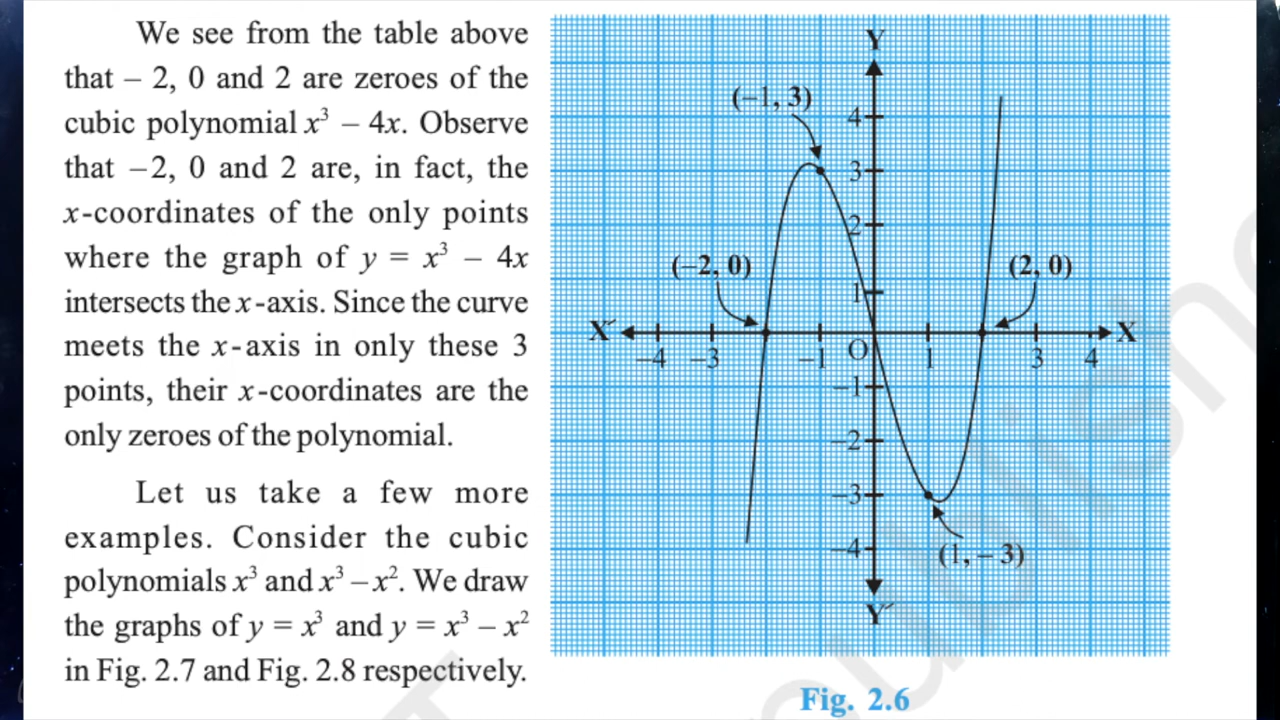 We see from the table above
that – 2, 0 and 2 are zeroes of the
cubic polynomial x³ – 4x. Observe
that –2, 0 and 2 are, in fact, the
x-coordinates of the only points
where the graph of y = x³ – 4x
intersects the x-axis. Since the curve
meets the x-axis in only these 3
points, their x-coordinates are the
only zeroes of the polynomial.
Let us take a few more
examples. Consider the cubic
polynomials x³ and x³ – x². We draw
the graphs of y = x³ and y = x³ – x²
in Fig. 2.7 and Fig. 2.8 respectively.
Y
(–1, 3)
4
3
2
(–2, 0)
(2, 0)
1
X′
X
–4 –3 –1 O 1 3 4
–1
–2
–3
–4
(1, – 3)
Y′
Fig. 2.6